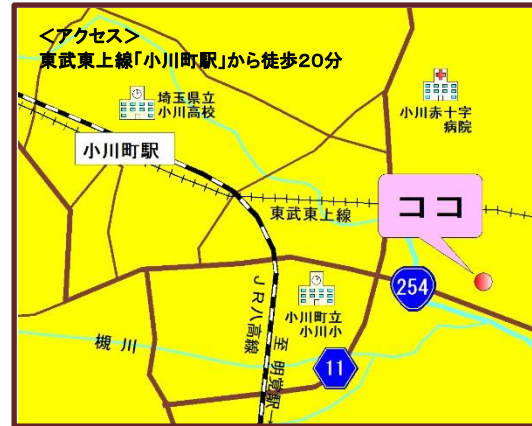 ＜アクセス＞
東武東上線「小川町駅」から徒歩20分
埼玉県立
小川高校
小川赤十字
病院
小川町駅
東武東上線
ココ
254
小川町立
小川小
JR八高線
至 明覚駅→
槻川
11